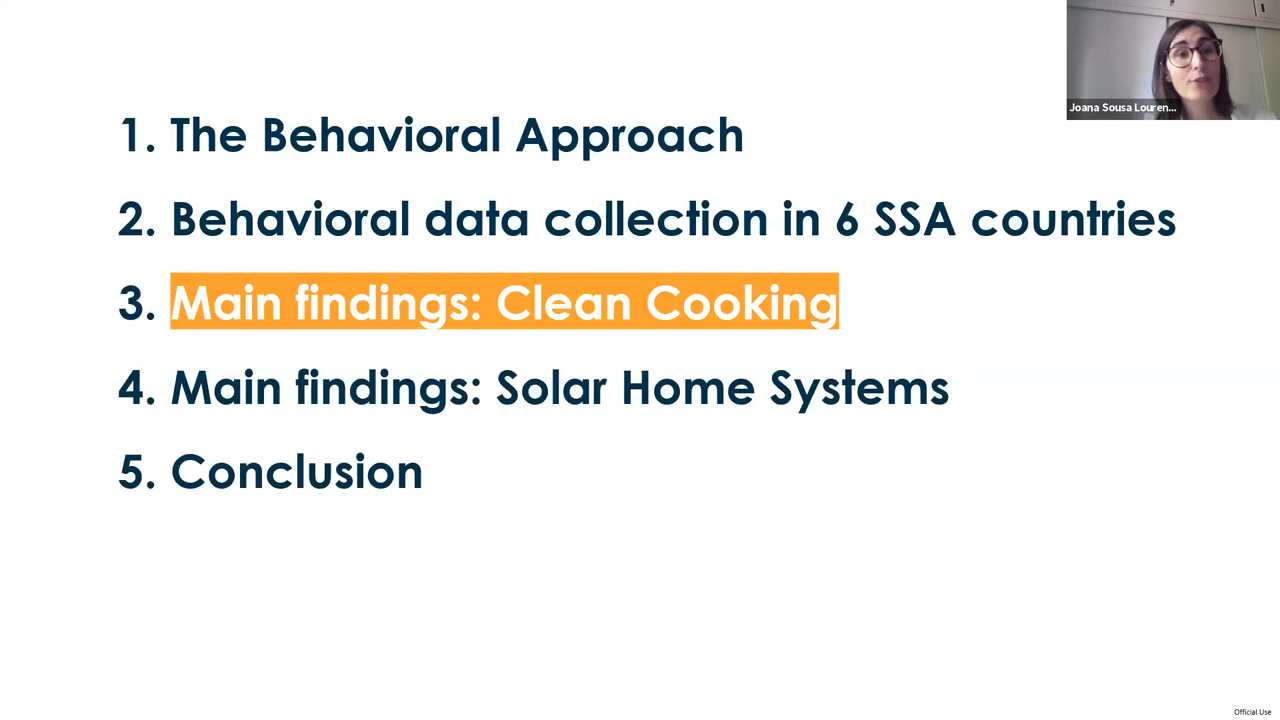 Joana Sousa Louren...
1. The Behavioral Approach
2. Behavioral data collection in 6 SSA countries
3. Main findings: Clean Cooking
4. Main findings: Solar Home Systems
5. Conclusion
Official Use